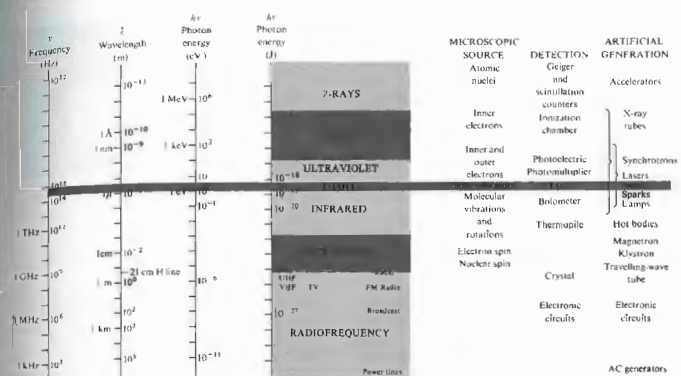 ν λ hν hν
Frequency Wavelength Photon energy Photon energy
(Hz) (m) (eV) (J)
MICROSCOPIC SOURCE DETECTION ARTIFICIAL GENERATION
10²²
10⁻¹³
1 MeV 10⁶
γ-RAYS
Atomic nuclei
Geiger and scintillation counters
Accelerators
1 Å 10⁻¹⁰
1 nm 10⁻⁹
1 keV 10³
Inner electrons
Ionization chamber
X-ray tubes
10
ULTRAVIOLET
10⁻¹⁸
Inner and outer electrons
Photoelectric
Photomultiplier
Synchrotrons
Lasers
10¹⁴
10⁻¹
10⁻²⁰
INFRARED
Molecular vibrations and rotations
Bolometer
Sparks
Lamps
1 THz 10¹²
Thermopile
Hot bodies
1cm 10⁻²
Electron spin
Nuclear spin
Magnetron
Klystron
Travelling-wave tube
21 cm H line
1 GHz 10⁹
1 m 10⁰
10⁻⁶
UHF
VHF TV FM Radio
Crystal
10²
1 MHz 10⁶
1 km 10³
10⁻²⁷
Broadcast
RADIOFREQUENCY
Electronic circuits
Electronic circuits
1 kHz 10³
10⁵
10⁻¹¹
Power lines
AC generators